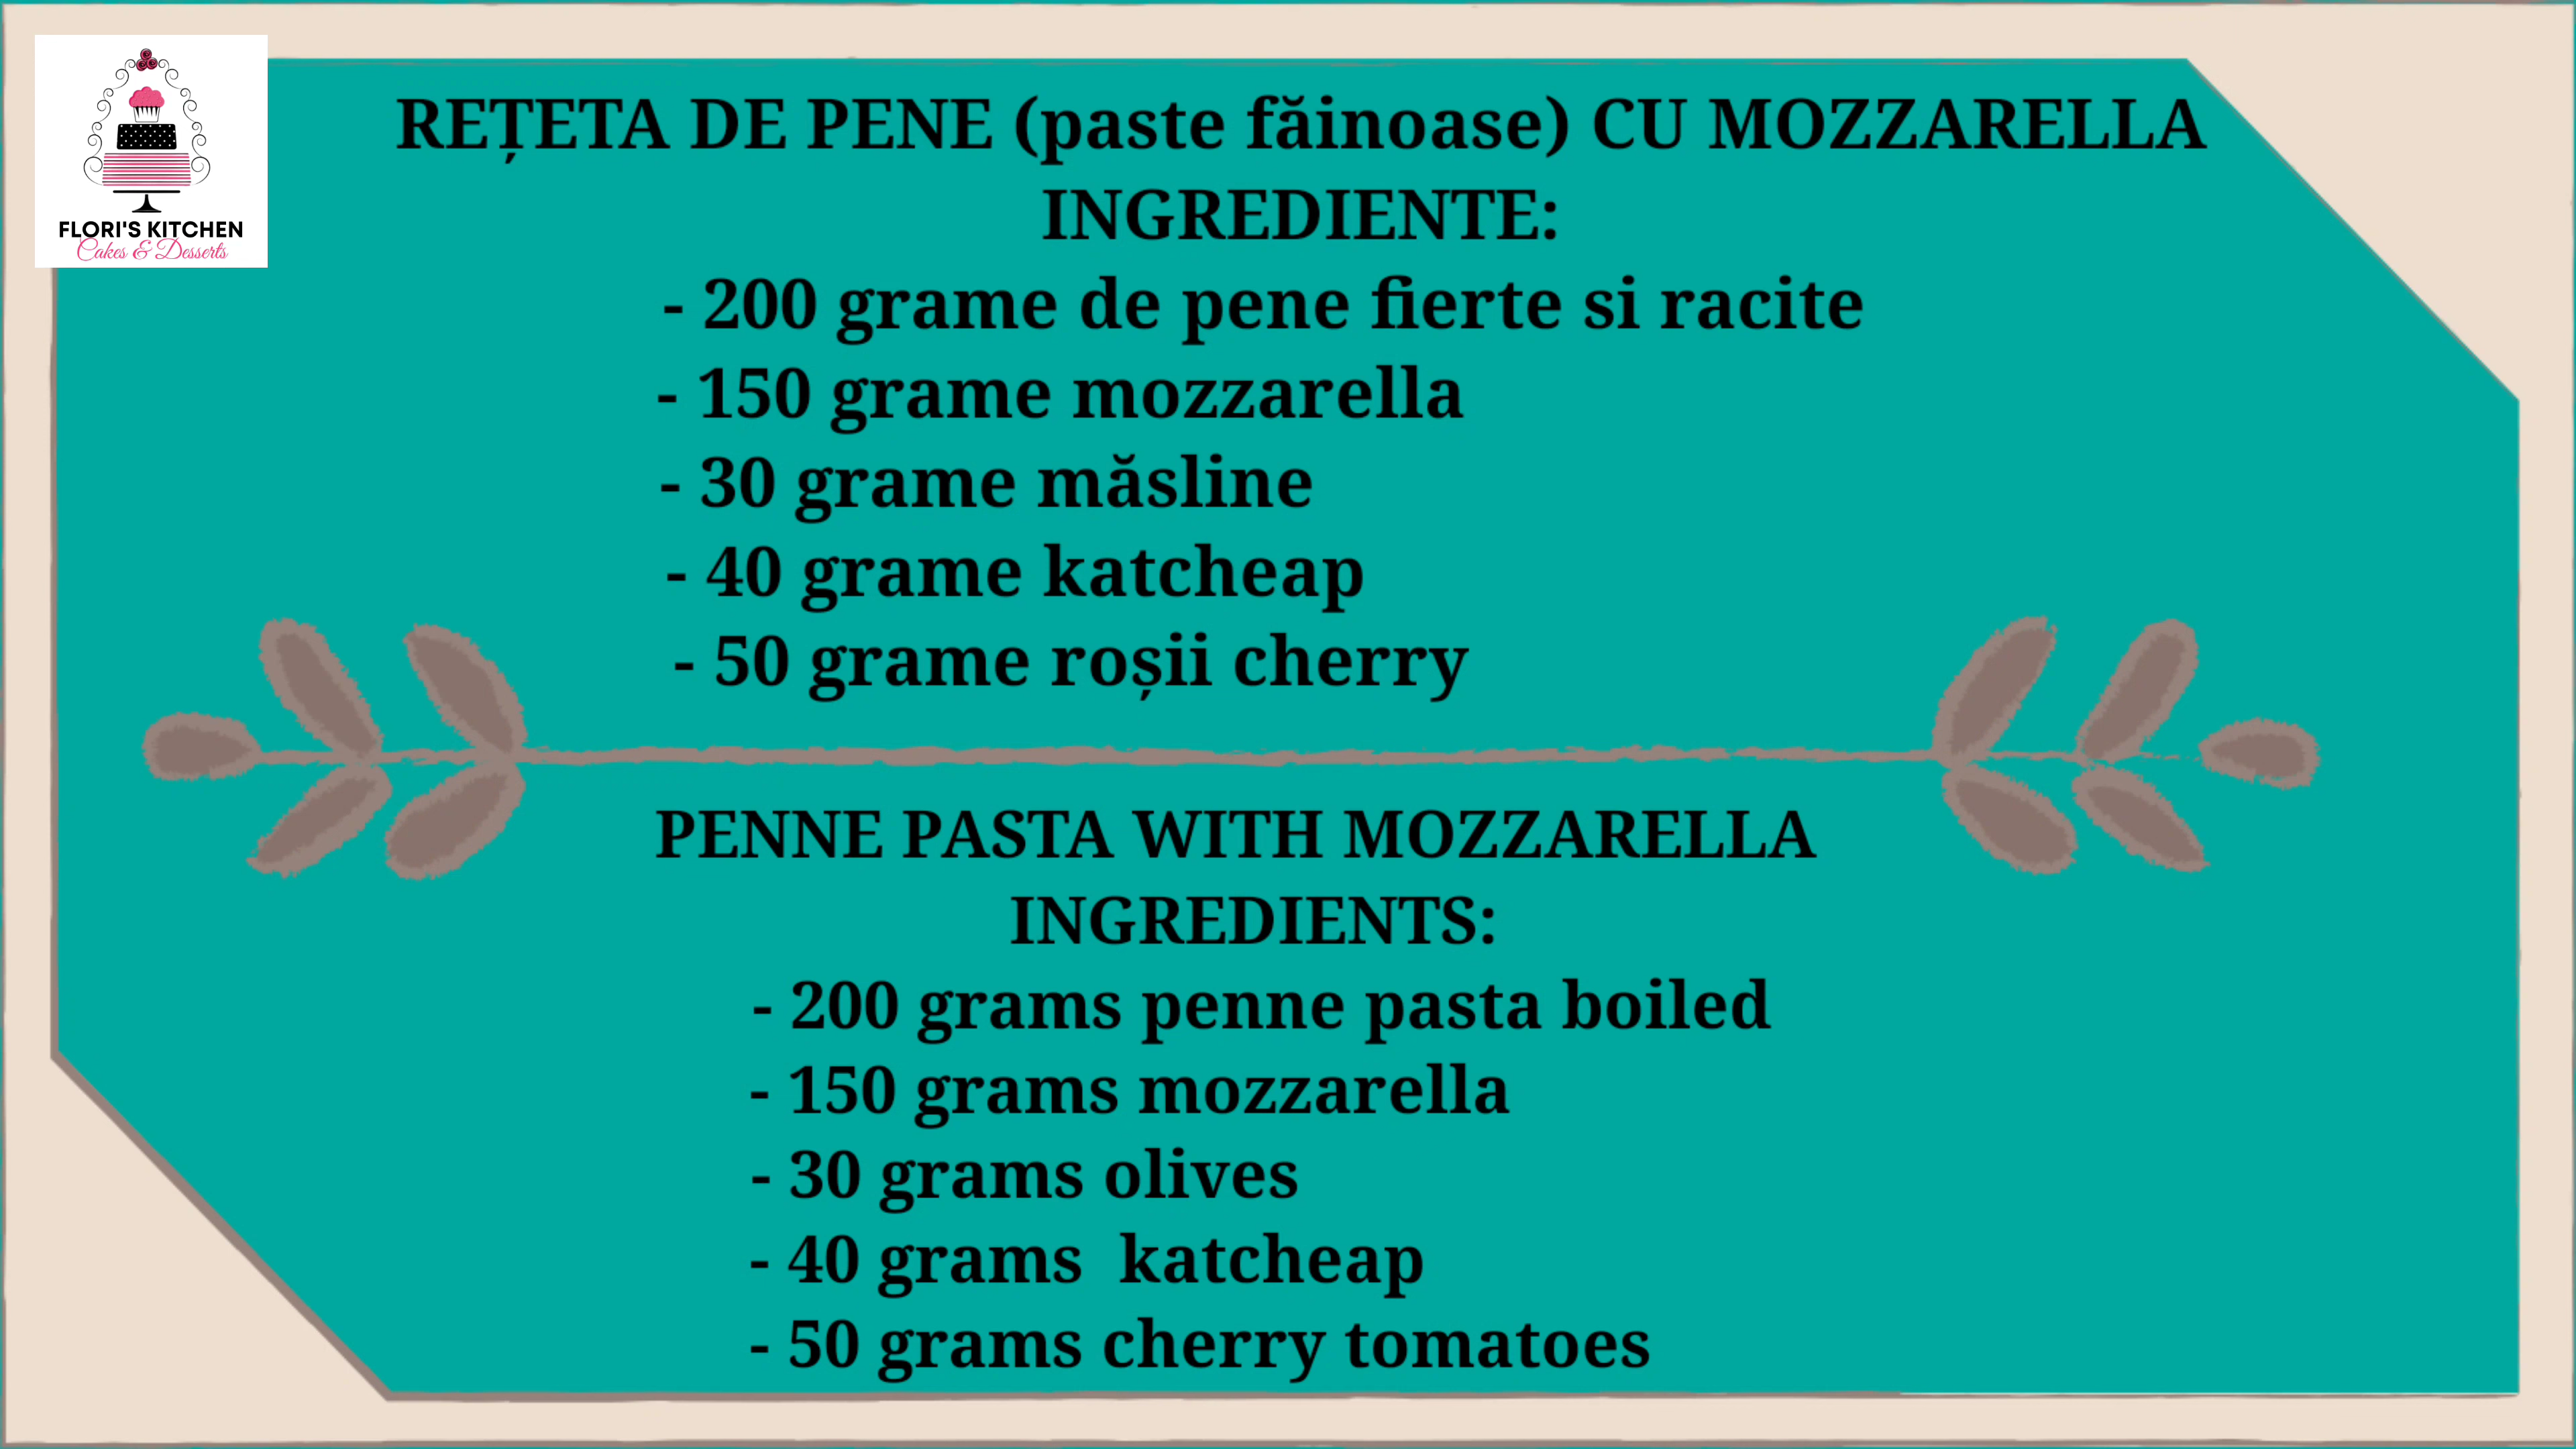 FLORI'S KITCHEN
Cakes & Desserts
REȚETA DE PENE (paste făinoase) CU MOZZARELLA
INGREDIENTE:
- 200 grame de pene fierte si racite
- 150 grame mozzarella
- 30 grame măsline
- 40 grame katcheap
- 50 grame roșii cherry
PENNE PASTA WITH MOZZARELLA
INGREDIENTS:
- 200 grams penne pasta boiled
- 150 grams mozzarella
- 30 grams olives
- 40 grams  katcheap
- 50 grams cherry tomatoes